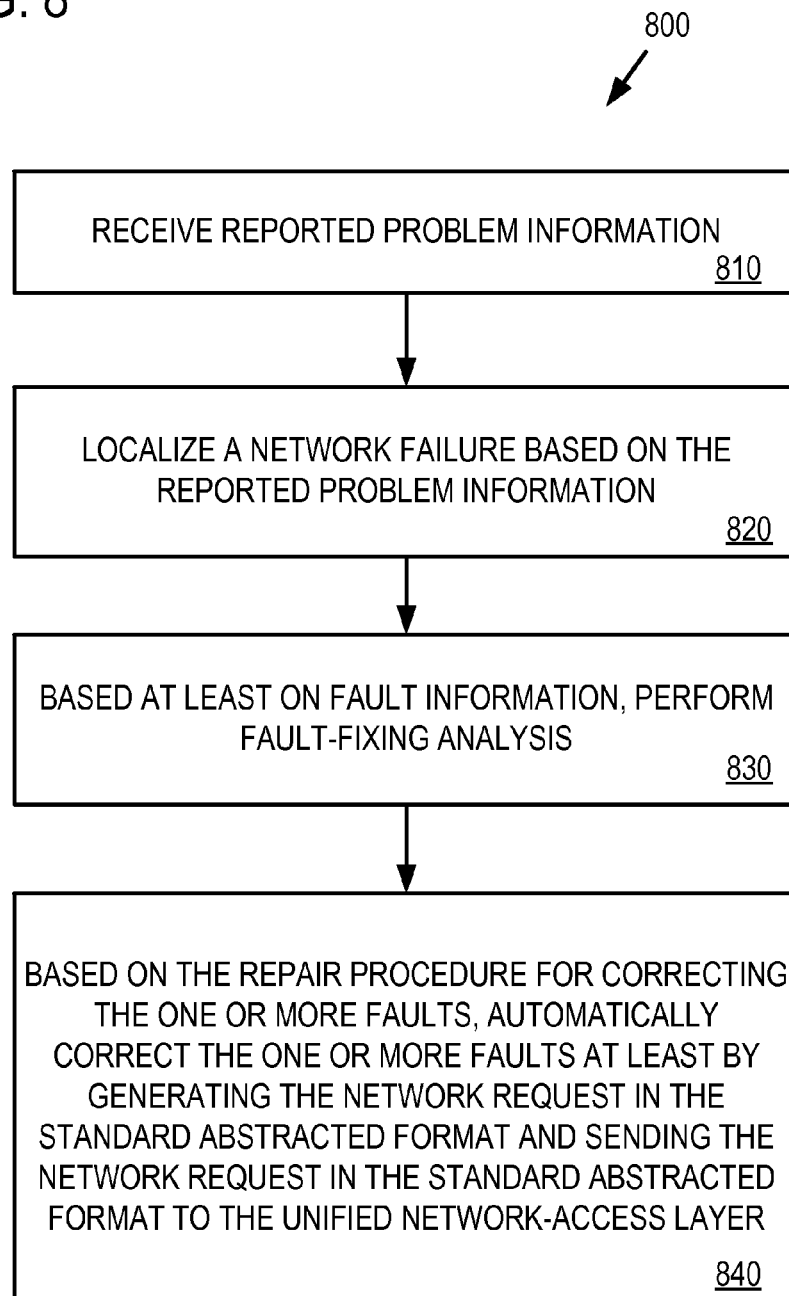 G. 8
800
RECEIVE REPORTED PROBLEM INFORMATION
810
LOCALIZE A NETWORK FAILURE BASED ON THE
REPORTED PROBLEM INFORMATION
820
BASED AT LEAST ON FAULT INFORMATION, PERFORM
FAULT-FIXING ANALYSIS
830
BASED ON THE REPAIR PROCEDURE FOR CORRECTING
THE ONE OR MORE FAULTS, AUTOMATICALLY
CORRECT THE ONE OR MORE FAULTS AT LEAST BY
GENERATING THE NETWORK REQUEST IN THE
STANDARD ABSTRACTED FORMAT AND SENDING THE
NETWORK REQUEST IN THE STANDARD ABSTRACTED
FORMAT TO THE UNIFIED NETWORK-ACCESS LAYER
840